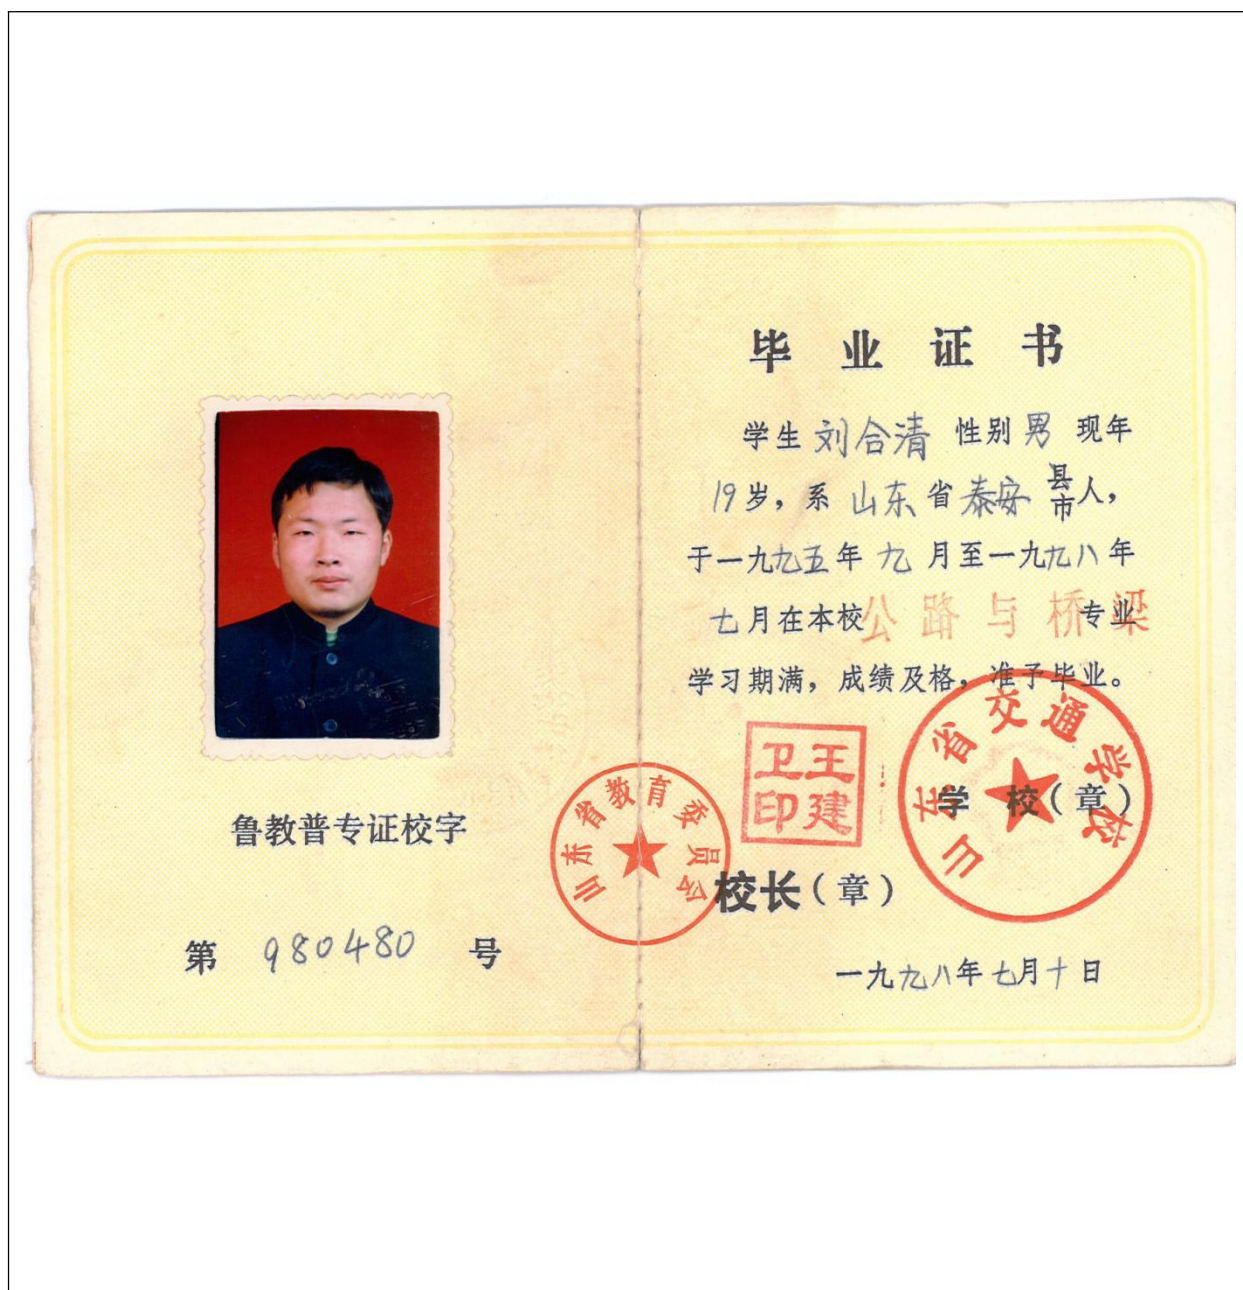 鲁教普专证校字
第 980480 号
山东省教育委员会
毕业证书
学生 刘合清 性别 男 现年
19岁，系 山东 省 泰安 县市人，
于一九九五年 九 月至一九九八年
七月在本校公路与桥梁专业
学习期满，成绩及格，准予毕业。
王建卫印
山东省交通学校
学 校（章）
校长（章）
一九九八年七月十日